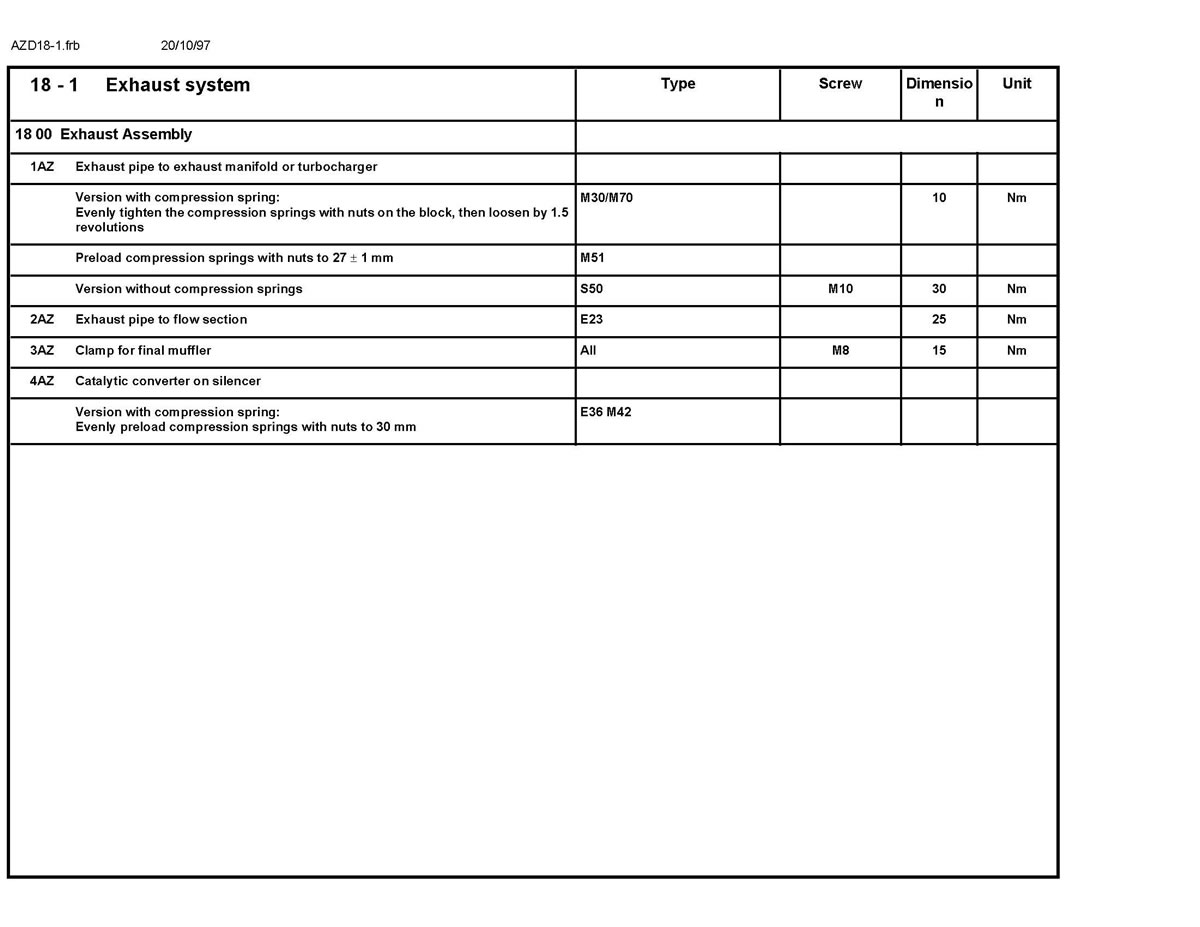 AZD18-1.frb 20/10/97
18 - 1 Exhaust system Type Screw Dimensio
n Unit
18 00 Exhaust Assembly
1AZ Exhaust pipe to exhaust manifold or turbocharger
Version with compression spring: M30/M70 10 Nm
Evenly tighten the compression springs with nuts on the block, then loosen by 1.5
revolutions
Preload compression springs with nuts to 27 ± 1 mm M51
Version without compression springs S50 M10 30 Nm
2AZ Exhaust pipe to flow section E23 25 Nm
3AZ Clamp for final muffler All M8 15 Nm
4AZ Catalytic converter on silencer
Version with compression spring: E36 M42
Evenly preload compression springs with nuts to 30 mm